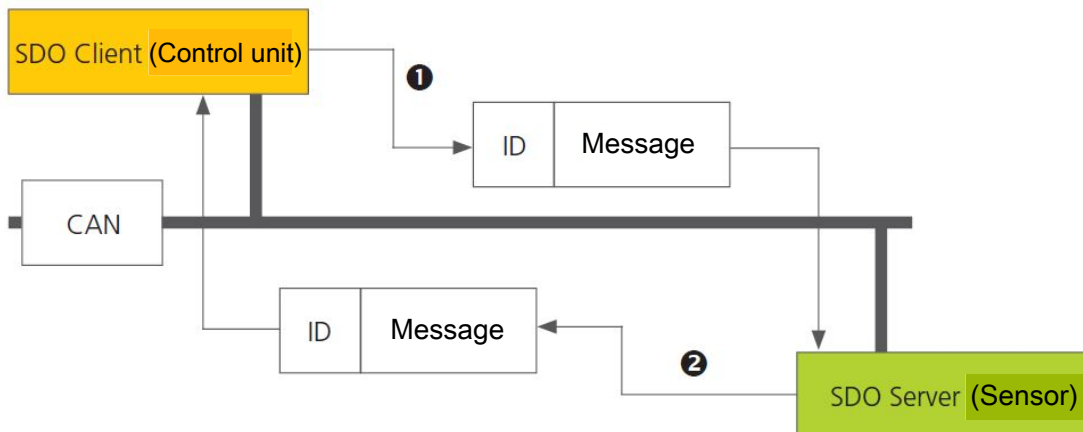 SDO Client (Control unit)
❶
ID Message
CAN
ID Message
❷
SDO Server (Sensor)